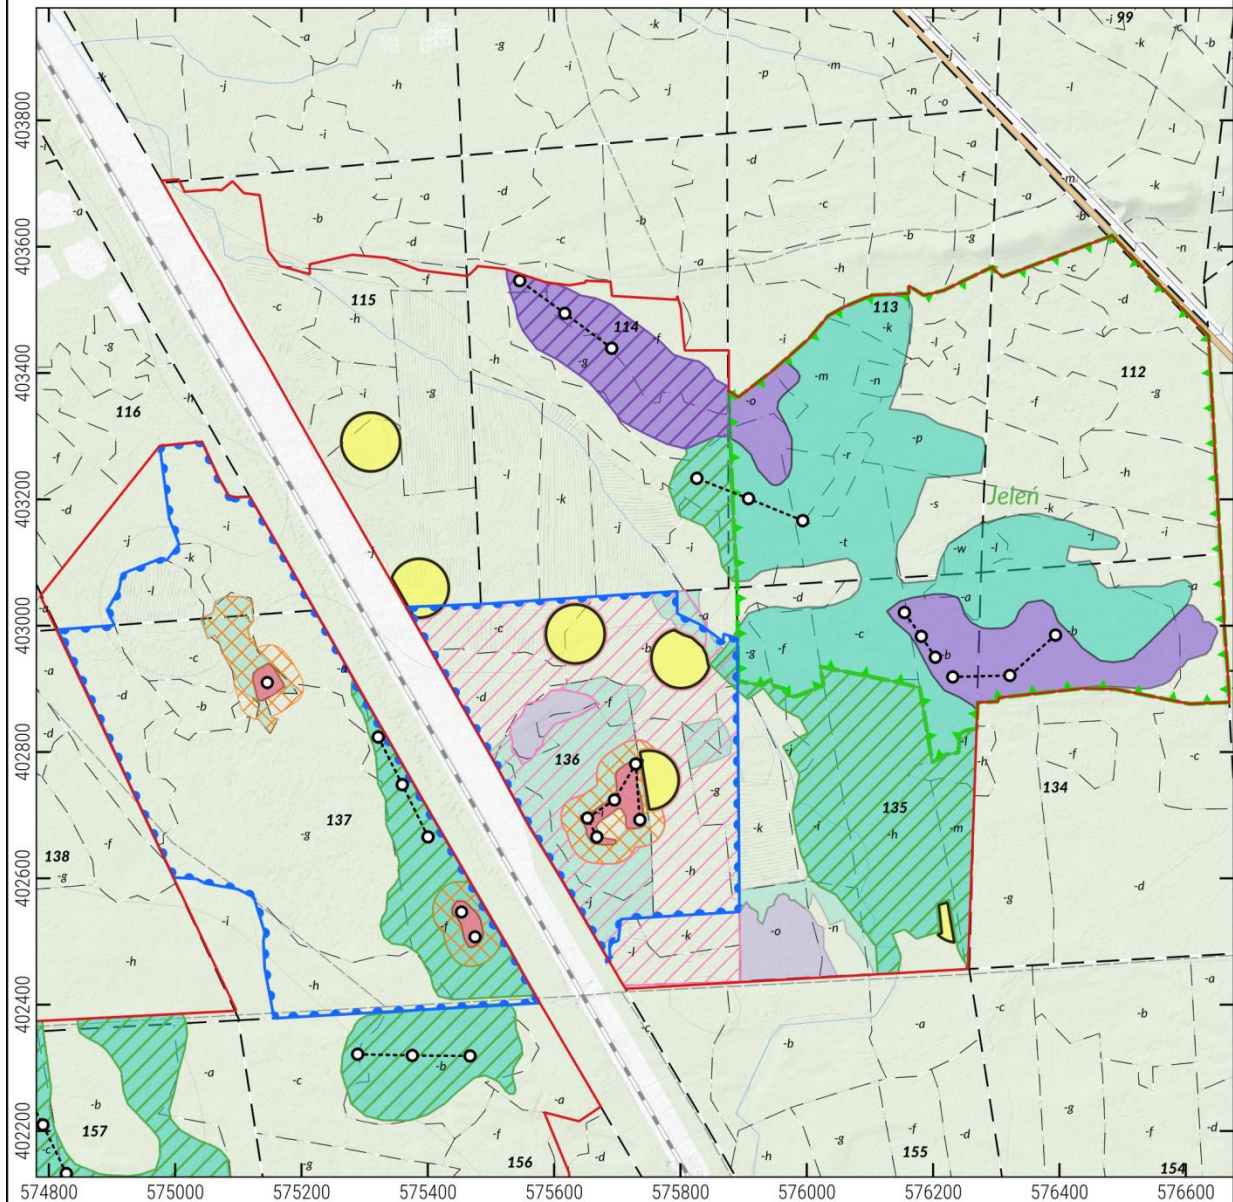 99
403800
403600
403400
403200
403000
402800
402600
402400
402200
115
114
113
112
116
Jeleń
136
135
134
137
138
157
156
155
154
-k
-a
-g
-k
-i
-k
-b
-j
-h
-i
-j
-p
-m
-l
-n
-o
-i
-l
-a
-b
-a
-d
-d
-c
-b
-d
-c
-f
-a
-m
-b
-k
-i
-n
-k
-f
-a
-h
-b
-g
-c
-d
-c
-h
-g
-h
-f
-g
-i
-k
-m
-n
-l
-j
-f
-g
-g
-h
-i
-o
-p
-r
-h
-f
-d
-l
-k
-j
-i
-s
-t
-w
-l
-k
-j
-i
-j
-i
-k
-l
-a
-c
-a
-d
-b
-d
-g
-f
-i
-h
-h
-c
-d
-b
-a
-g
-f
-c
-a
-b
-b
-a
-d
-f
-i
-g
-j
-h
-k
-l
-k
-j
-i
-h
-m
-l
-h
-g
-f
-d
-o
-n
-b
-a
-c
-b
-c
-g
-a
-f
-d
-c
-b
-h
-g
-a
-f
-d
-c
-b
-a
-g
-f
-d
574800 575000 575200 575400 575600 575800 576000 576200 576400 576600